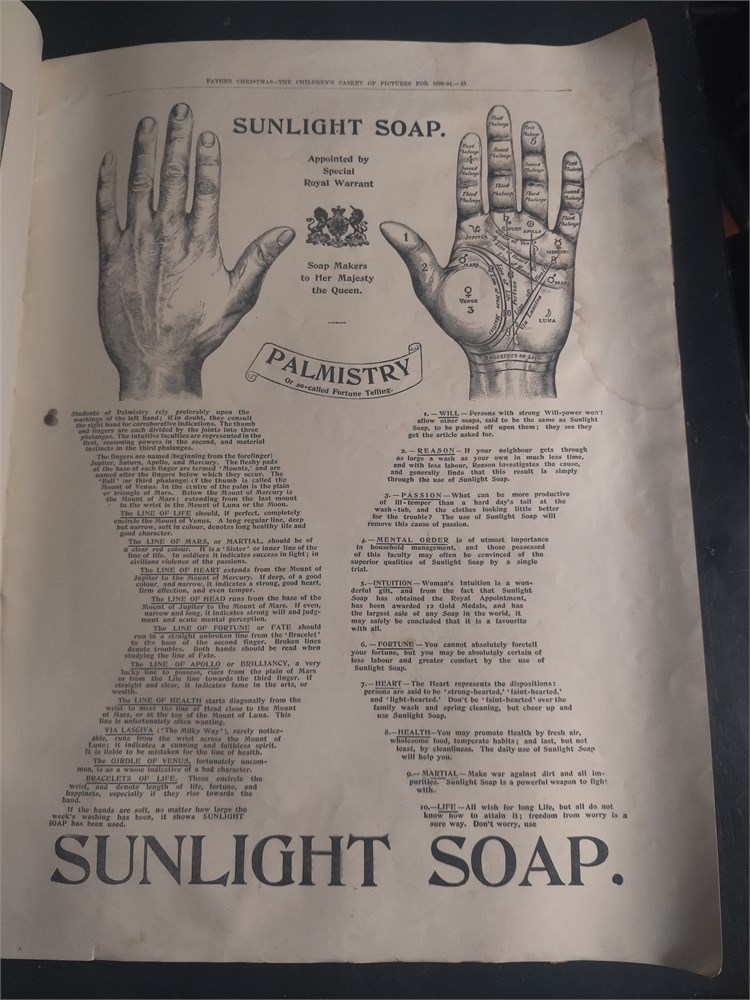 FATHER CHRISTMAS—THE CHILDREN'S CASKET OF PICTURES FOR
SUNLIGHT SOAP.
Appointed by
Special
Royal Warrant
Soap Makers
to Her Majesty
the Queen.
PALMISTRY
Or so-called Fortune Telling.
1
2
VENUS
3
4
5
First Phalange
Second Phalange
Third Phalange
JUPITER
SATURN
APOLLO
MARS
MARS
LUNA
Via Lasciva
BRACELETS OF LIFE
Students of Palmistry rely preferably upon the
markings of the left hand; if in doubt, they consult
the right hand for corroborative indications. The thumb
and fingers are each divided by the joints into three
phalanges. The intuitive faculties are represented in the
first, reasoning powers in the second, and material
instincts in the third phalanges.
The fingers are named (beginning from the forefinger)
Jupiter, Saturn, Apollo, and Mercury. The fleshy pads
at the base of each finger are termed 'Mounts,' and are
named after the fingers below which they occur. The
'Ball' (or third phalange) of the thumb is called the
Mount of Venus. In the centre of the palm is the plain
or triangle of Mars. Below the Mount of Mercury is
the Mount of Mars; extending from the last mount
to the wrist is the Mount of Luna or the Moon.
The LINE OF LIFE should, if perfect, completely
encircle the Mount of Venus. A long regular line, deep
but narrow, soft in colour, denotes long healthy life and
good character.
The LINE OF MARS, or MARTIAL, should be of
a clear red colour. It is a 'Sister' or inner line of the
line of life. In soldiers it indicates success in fight; in
civilians violence of the passions.
The LINE OF HEART extends from the Mount of
Jupiter to the Mount of Mercury. If deep, of a good
colour, and narrow, it indicates a strong, good heart,
firm affection, and even temper.
The LINE OF HEAD runs from the base of the
Mount of Jupiter to the Mount of Mars. If even,
narrow and long, it indicates strong will and judg-
ment and acute mental perception.
The LINE OF FORTUNE or FATE should
run in a straight unbroken line from the 'Bracelet'
to the base of the second finger. Broken lines
denote troubles. Both hands should be read when
studying the line of Fate.
The LINE OF APOLLO or BRILLIANCY, a very
lucky line to possess, rises from the plain of Mars
or from the Life line towards the third finger. If
straight and clear, it indicates fame in the arts, or
wealth.
The LINE OF HEALTH starts diagonally from the
wrist to meet the line of Head close to the Mount
of Mars, or at the top of the Mount of Luna. This
line is unfortunately often wanting.
VIA LASCIVA ('The Milky Way'), rarely notice-
able, runs from the wrist across the Mount of
Luna; it indicates a cunning and faithless spirit.
It is liable to be mistaken for the line of health.
The GIRDLE OF VENUS, fortunately uncom-
mon, is as a whole indicative of a bad character.
BRACELETS OF LIFE. These encircle the
wrist, and denote length of life, fortune, and
happiness, especially if they rise towards the
hand.
If the hands are soft, no matter how large the
week's washing has been, it shows SUNLIGHT
SOAP has been used.
1.—WILL—Persons with strong Will-power won't
allow other soaps, said to be the same as Sunlight
Soap, to be palmed off upon them; they see they
get the article asked for.
2.—REASON—If your neighbour gets through
as large a wash as your own in much less time,
and with less labour, Reason investigates the cause,
and generally finds that this result is simply
through the use of Sunlight Soap.
3.—PASSION—What can be more productive
of ill-temper than a hard day's toil at the
wash-tub, and the clothes looking little better
for the trouble? The use of Sunlight Soap will
remove this cause of passion.
4.—MENTAL ORDER is of utmost importance
in household management, and those possessed
of this faculty may often be convinced of the
superior qualities of Sunlight Soap by a single
trial.
5.—INTUITION—Woman's Intuition is a won-
derful gift, and from the fact that Sunlight
Soap has obtained the Royal Appointment,
has been awarded 12 Gold Medals, and has
the largest sale of any Soap in the world, it
may safely be concluded that it is a favourite
with all.
6.—FORTUNE—You cannot absolutely foretell
your fortune, but you may be absolutely certain of
less labour and greater comfort by the use of
Sunlight Soap.
7.—HEART—The Heart represents the dispositions:
persons are said to be 'strong-hearted,' 'faint-hearted,'
and 'light-hearted.' Don't be 'faint-hearted' over the
family wash and spring cleaning, but cheer up and
use Sunlight Soap.
8.—HEALTH—You may promote Health by fresh air,
wholesome food, temperate habits; and last, but not
least, by cleanliness. The daily use of Sunlight Soap
will help you.
9.—MARTIAL—Make war against dirt and all im-
purities. Sunlight Soap is a powerful weapon to fight
with.
10.—LIFE—All wish for long Life, but all do not
know how to attain it; freedom from worry is a
sure way. Don't worry, use
SUNLIGHT SOAP.